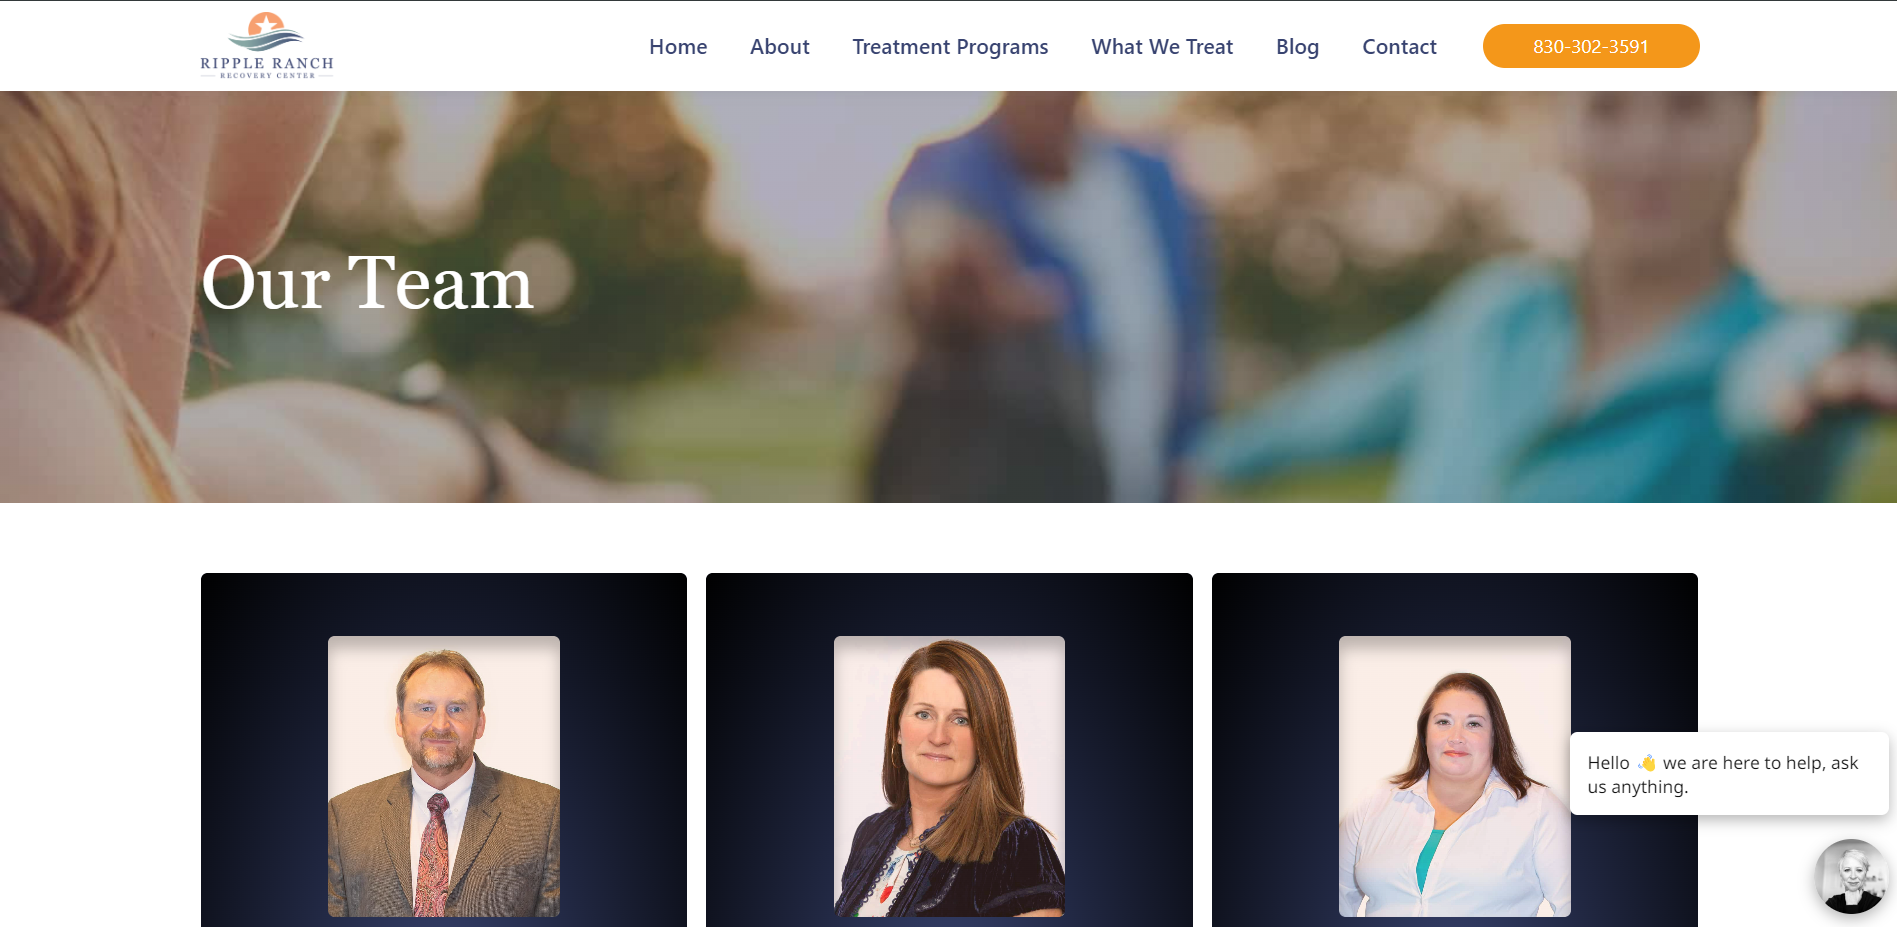 RIPPLE RANCH
RECOVERY CENTER
Home
About
Treatment Programs
What We Treat
Blog
Contact
830-302-3591
Our Team
Hello 👋 we are here to help, ask
us anything.